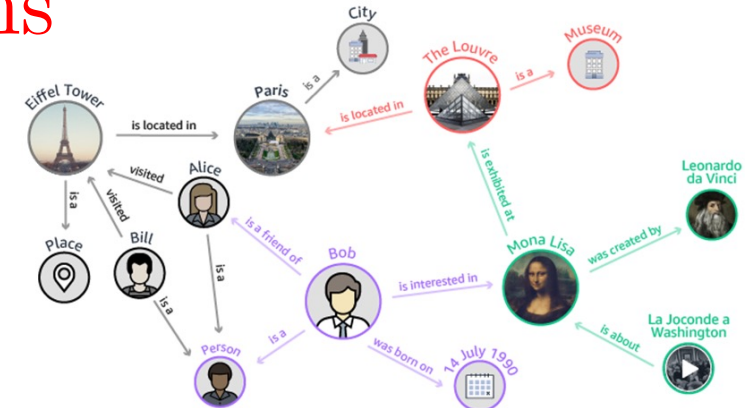 ns
City
is a
The Louvre
is a
Museum
Eiffel Tower
is located in
Paris
is located in
visited
Alice
is a
visited
is exhibited at
Leonardo
da Vinci
Place
Bill
is a friend of
Bob
is a
is interested in
Mona Lisa
was created by
is a
Person
is a
was born on
14 July 1990
is about
La Joconde a
Washington